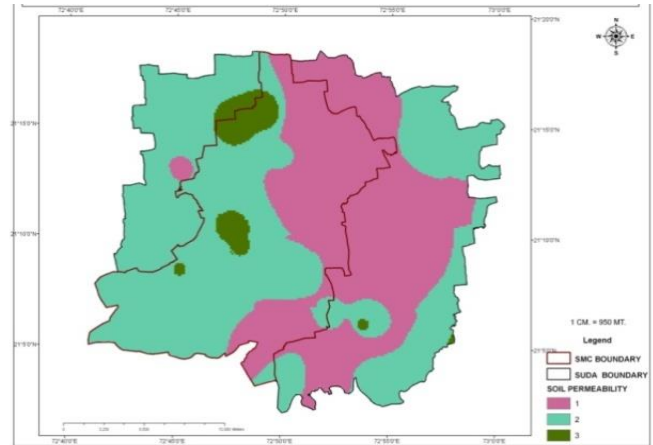 72°40'0"E 72°45'0"E 72°50'0"E 72°55'0"E 73°0'0"E
21°20'0"N
N
W E
S
21°15'0"N 21°15'0"N
21°10'0"N 21°10'0"N
1 CM. = 950 MT.
21°5'0"N 21°5'0"N
Legend
SMC BOUNDARY
SUDA BOUNDARY
SOIL PERMEABILITY
1
2
3
72°40'0"E 72°45'0"E 72°50'0"E 72°55'0"E 73°0'0"E